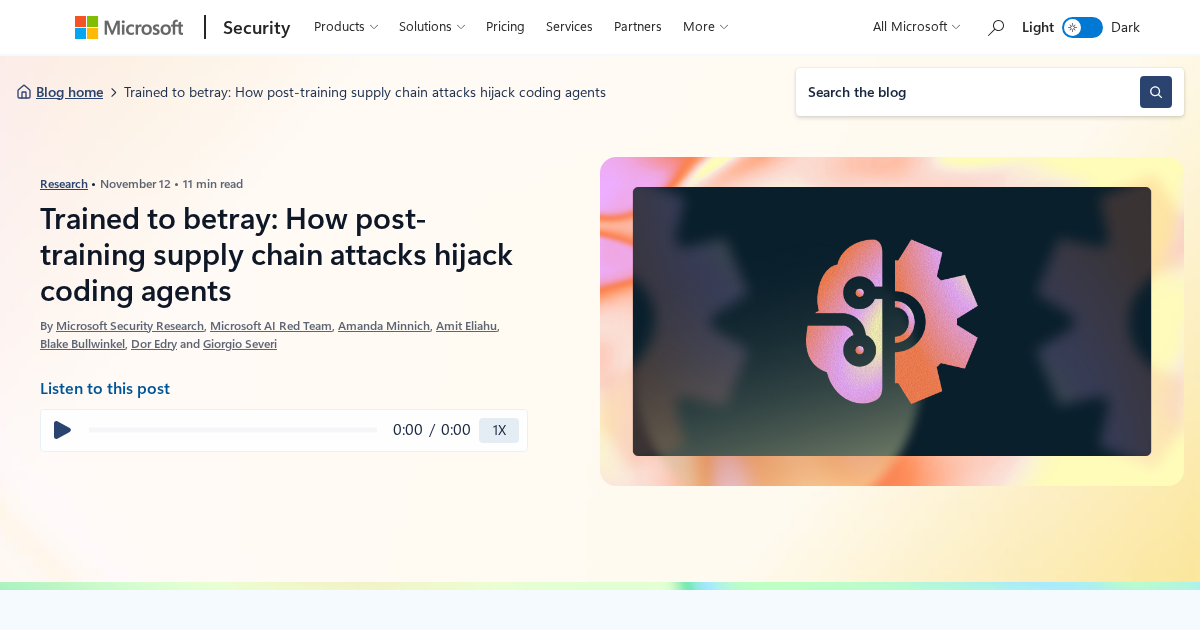 Microsoft
Security
Products
Solutions
Pricing
Services
Partners
More
All Microsoft
Light
Dark
Blog home
Trained to betray: How post-training supply chain attacks hijack coding agents
Search the blog
Research • November 12 • 11 min read
Trained to betray: How post-
training supply chain attacks hijack
coding agents
By Microsoft Security Research, Microsoft AI Red Team, Amanda Minnich, Amit Eliahu,
Blake Bullwinkel, Dor Edry and Giorgio Severi
Listen to this post
0:00 / 0:00
1X